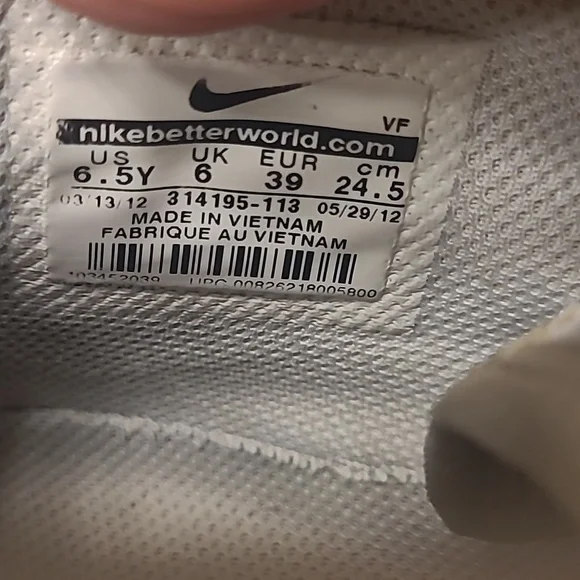 VF
nikebetterworld.com
US UK EUR cm
6.5Y 6 39 24.5
03/13/12 314195-113 05/29/12
MADE IN VIETNAM
FABRIQUE AU VIETNAM
UPC 00826218005800